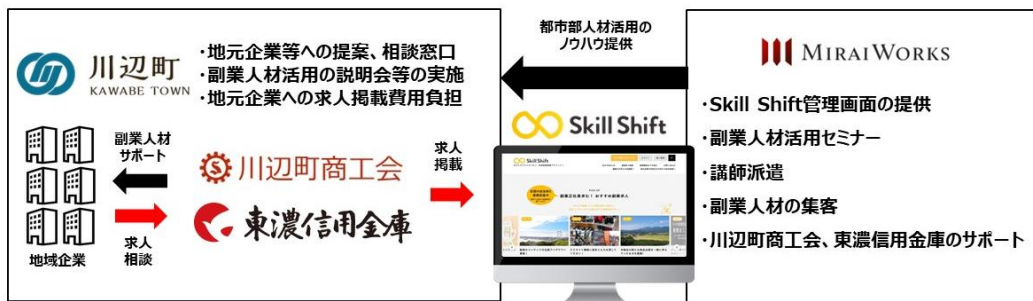 川辺町
KAWABE TOWN
・地元企業等への提案、相談窓口
・副業人材活用の説明会等の実施
・地元企業への求人掲載費用負担
副業人材
サポート
求人
相談
地域企業
川辺町商工会
東濃信用金庫
求人
掲載
都市部人材活用の
ノウハウ提供
Skill Shift
Skill Shift
MIRAIWORKS
・Skill Shift管理画面の提供
・副業人材活用セミナー
・講師派遣
・副業人材の集客
・川辺町商工会、東濃信用金庫のサポート